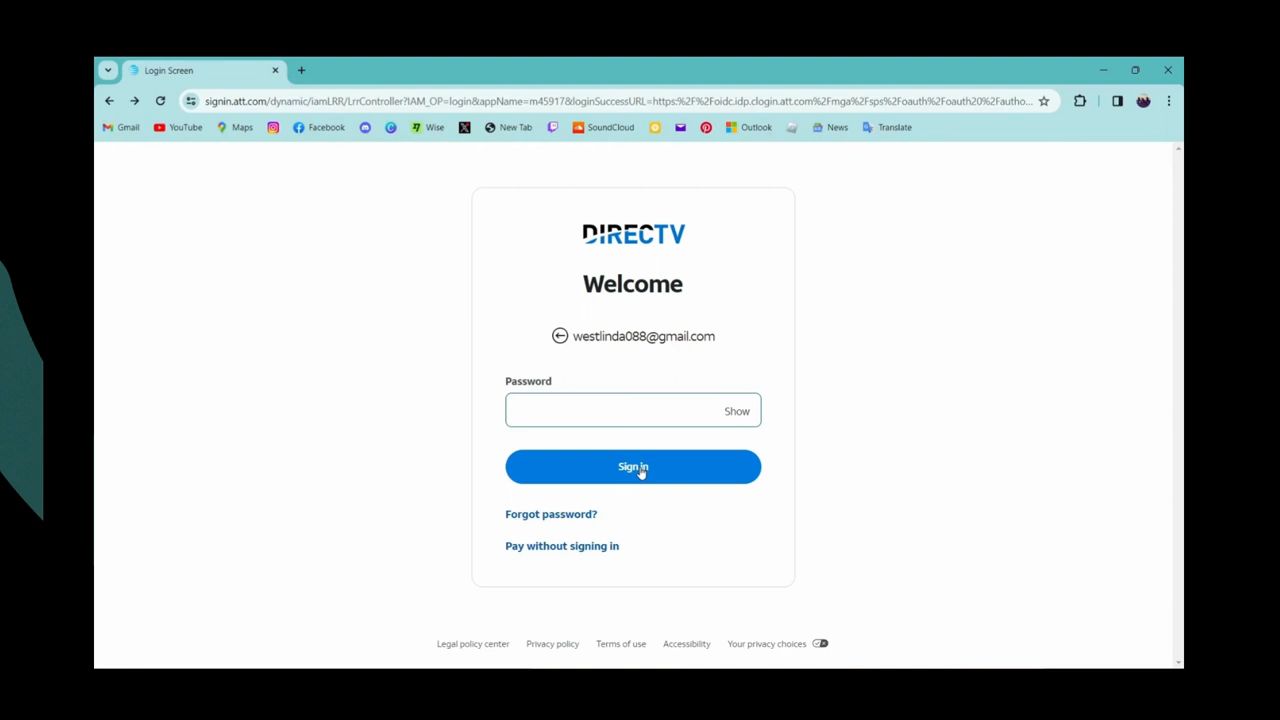 Login Screen
signin.att.com/dynamic/iamLRR/LrrController?IAM_OP=login&appName=m45917&loginSuccessURL=https:%2F%2Foidc.idp.clogin.att.com%2Fmga%2Fsps%2Foauth%2Foauth20%2Fautho...
Gmail YouTube Maps Facebook Wise New Tab SoundCloud Outlook News Translate
DIRECTV
Welcome
westlinda088@gmail.com
Password
Show
Sign in
Forgot password?
Pay without signing in
Legal policy center Privacy policy Terms of use Accessibility Your privacy choices